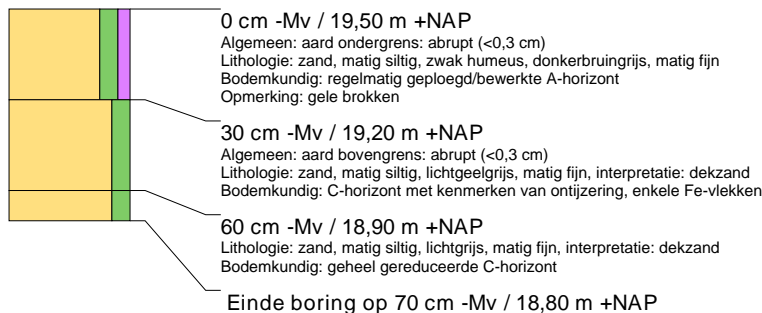 0 cm -Mv / 19,50 m +NAP
Algemeen: aard ondergrens: abrupt (<0,3 cm)
Lithologie: zand, matig siltig, zwak humeus, donkerbruingrijs, matig fijn
Bodemkundig: regelmatig geploegd/bewerkte A-horizont
Opmerking: gele brokken
30 cm -Mv / 19,20 m +NAP
Algemeen: aard bovengrens: abrupt (<0,3 cm)
Lithologie: zand, matig siltig, lichtgeelgrijs, matig fijn, interpretatie: dekzand
Bodemkundig: C-horizont met kenmerken van ontijzering, enkele Fe-vlekken
60 cm -Mv / 18,90 m +NAP
Lithologie: zand, matig siltig, lichtgrijs, matig fijn, interpretatie: dekzand
Bodemkundig: geheel gereduceerde C-horizont
Einde boring op 70 cm -Mv / 18,80 m +NAP